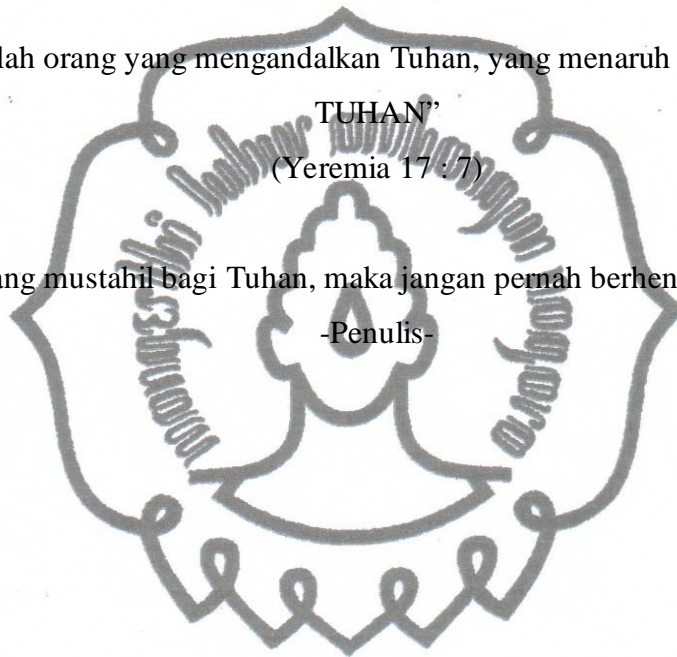 lah orang yang mengandalkan Tuhan, yang menaruh
TUHAN”
(Yeremia 17 : 7)
ang mustahil bagi Tuhan, maka jangan pernah berhen
-Penulis-